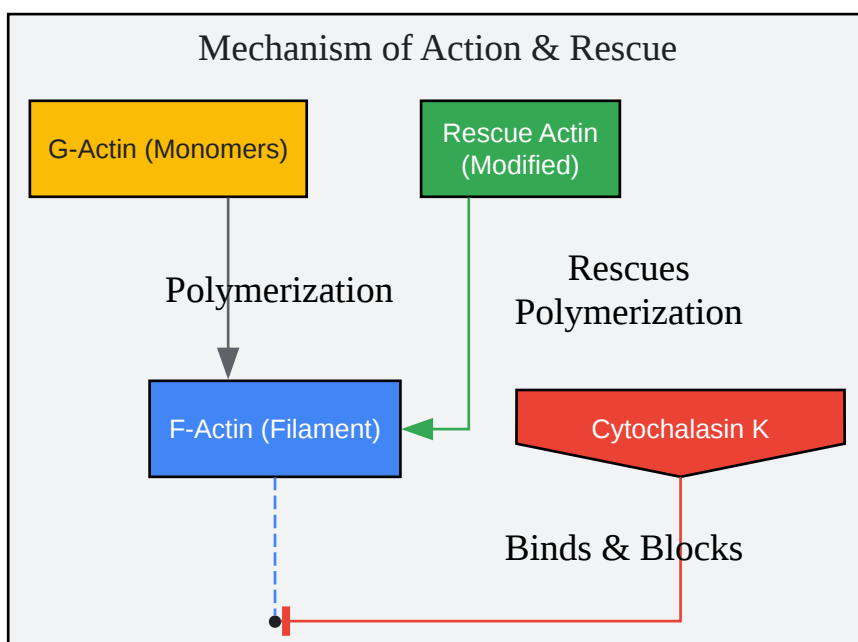 Mechanism of Action & Rescue
G-Actin (Monomers)
Rescue Actin
(Modified)
Polymerization
Rescues
Polymerization
F-Actin (Filament)
Cytochalasin K
Binds & Blocks